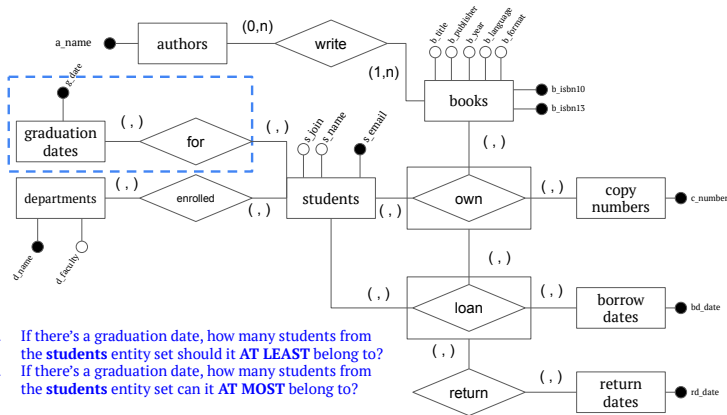 a_name
authors
(0,n)
write
(1,n)
b_title
b_publisher
b_year
b_language
b_format
books
b_isbn10
b_isbn13
g_date
graduation
dates
( , )
for
( , )
s_join
s_name
s_email
( , )
departments
( , )
enrolled
( , )
students
( , )
own
( , )
copy
numbers
c_number
d_name
d_faculty
( , )
( , )
loan
( , )
borrow
dates
bd_date
If there's a graduation date, how many students from
the students entity set should it AT LEAST belong to?
If there's a graduation date, how many students from
the students entity set can it AT MOST belong to?
( , )
return
( , )
return
dates
rd_date